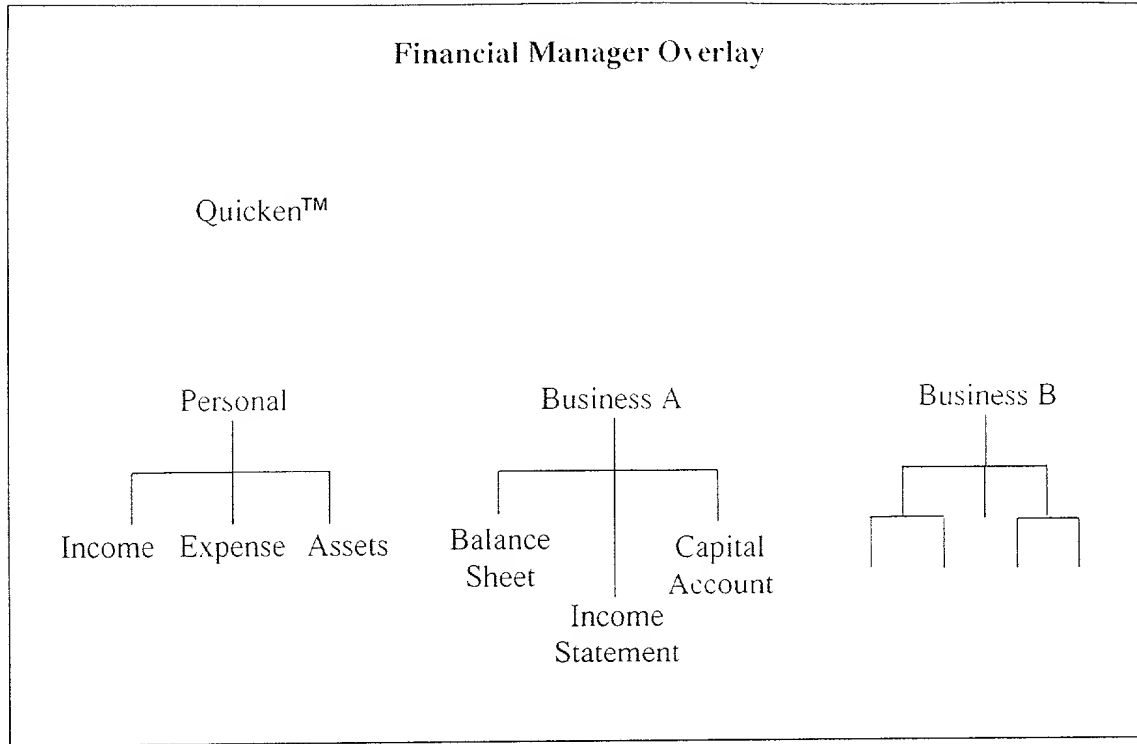 Financial Manager Overlay
Quicken™
Personal
Business A
Business B
Income Expense Assets
Balance
Sheet
Capital
Account
Income
Statement